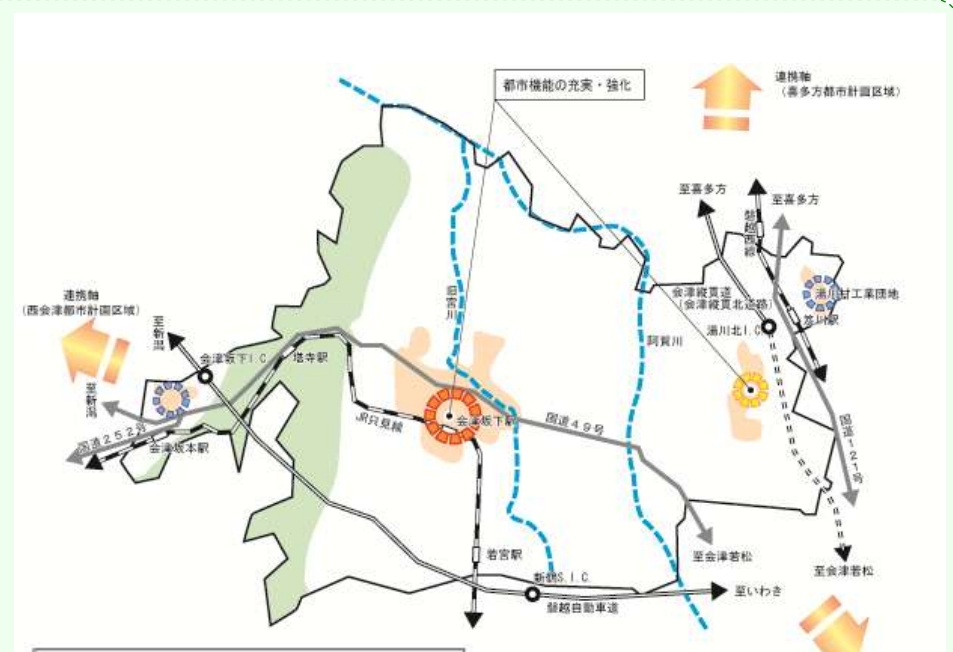 都市機能の充実・強化
連携軸
（喜多方都市計画区域）
至喜多方
至喜多方
磐越西線
会津縦貫道
（会津縦貫北道路）
湯川村工業団地
笈川駅
湯川北I.C
連携軸
（西会津都市計画区域）
至新潟
会津坂下I.C.
塔寺駅
旧宮川
阿賀川
至新潟
国道252号
会津坂本駅
JR只見線
会津坂下駅
国道49号
国道121号
若宮駅
至会津若松
至会津若松
新鶴S.I.C.
磐越自動車道
至いわき